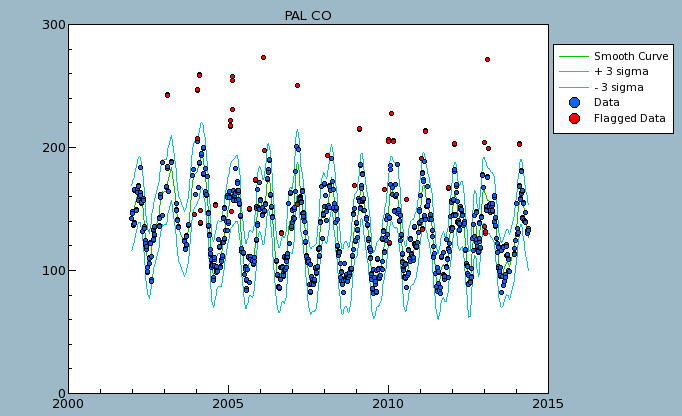 PAL CO
300
200
100
0
2000
2005
2010
2015
Smooth Curve
+ 3 sigma
- 3 sigma
Data
Flagged Data